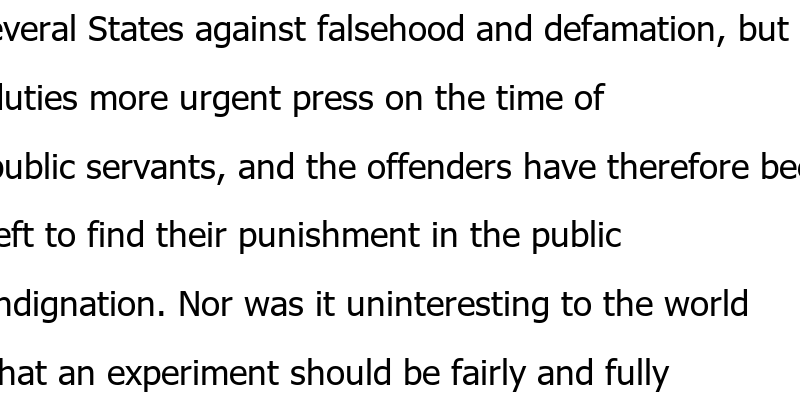 everal States against falsehood and defamation, but
duties more urgent press on the time of
public servants, and the offenders have therefore bee
eft to find their punishment in the public
ndignation. Nor was it uninteresting to the world
hat an experiment should be fairly and fully